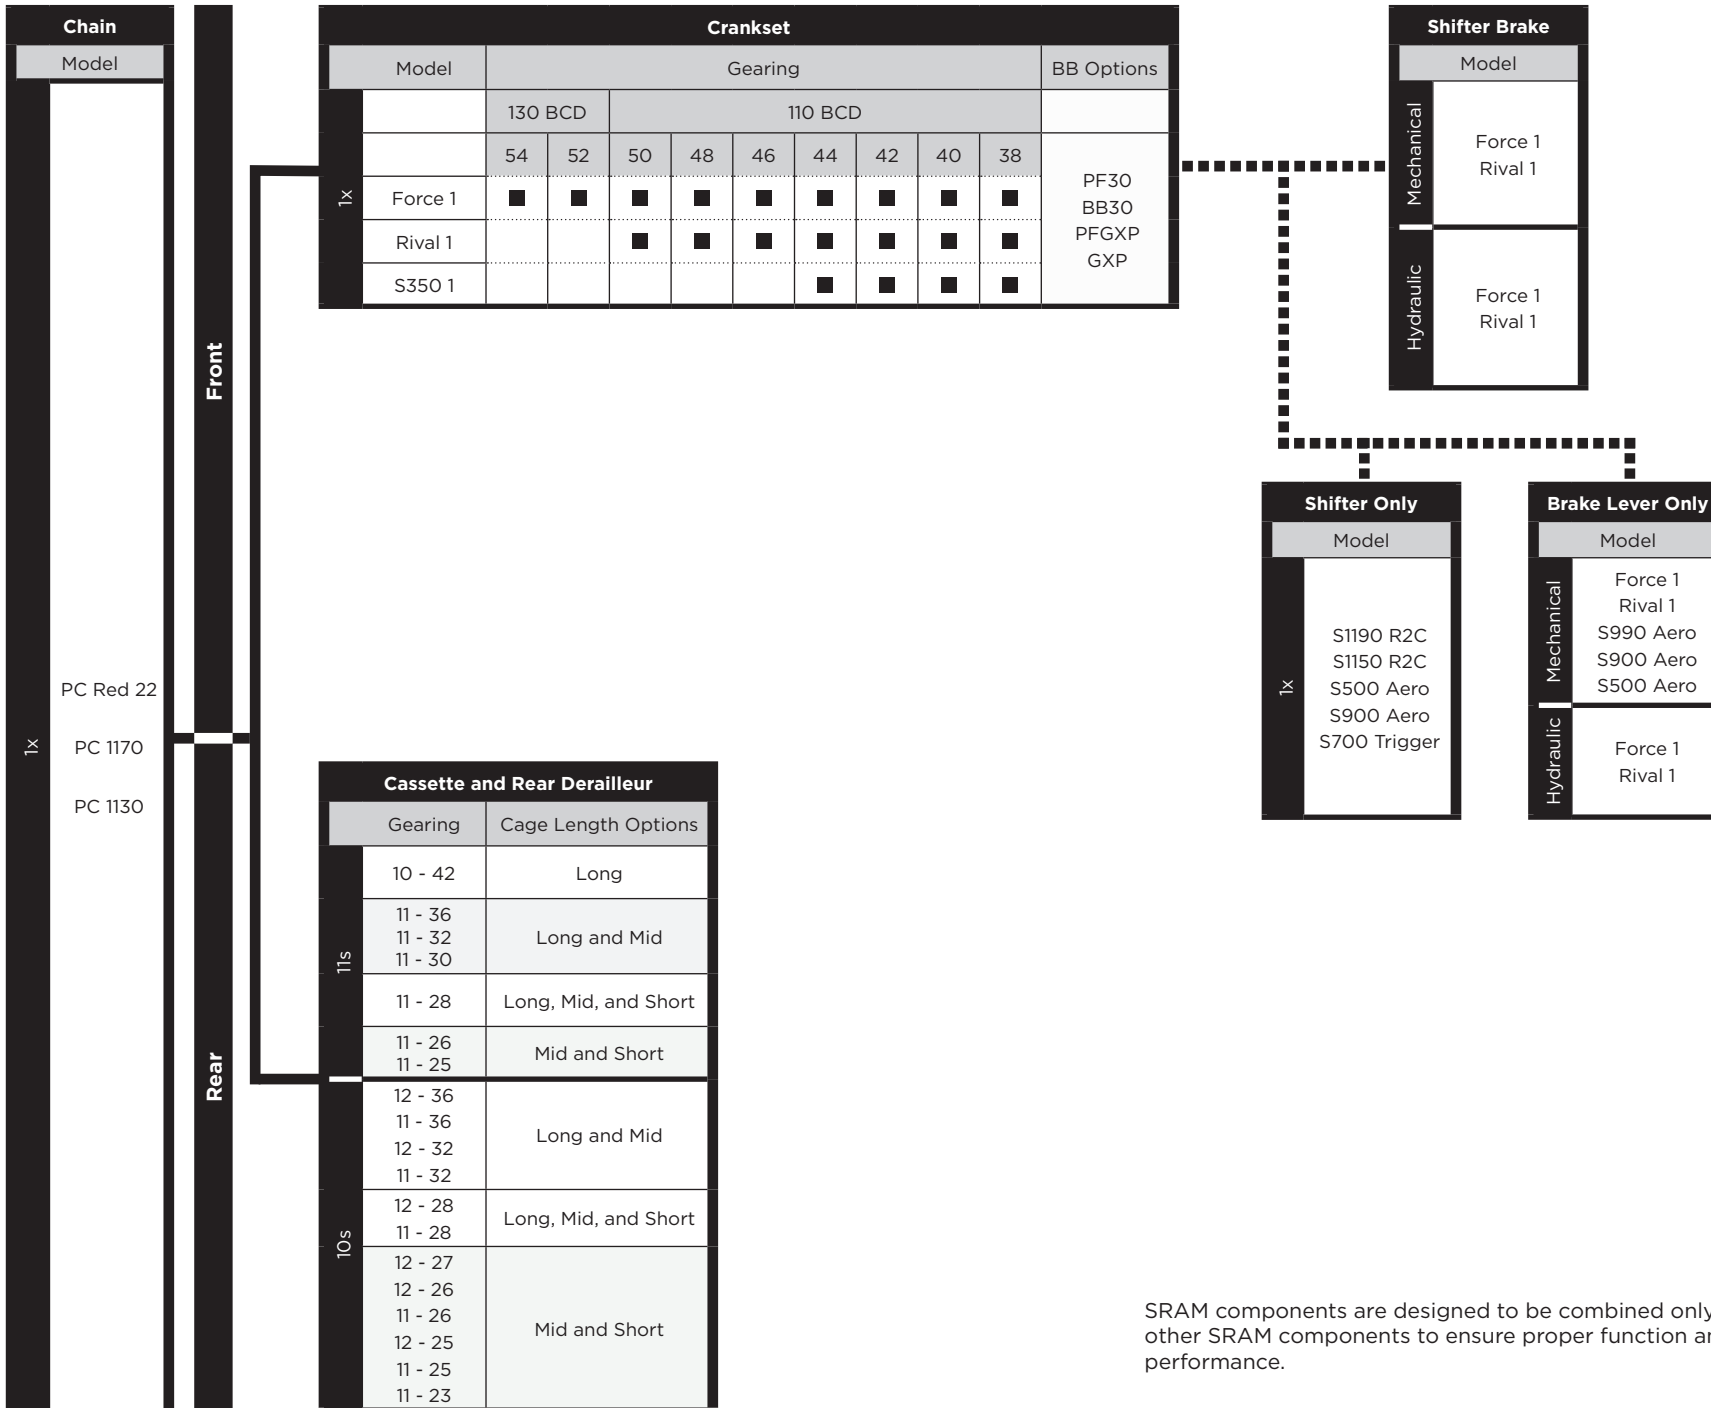 Chain
Model
1x
PC Red 22
PC 1170
PC 1130
Front
Rear
Crankset
Model Gearing BB Options
130 BCD 110 BCD
54 52 50 48 46 44 42 40 38
1x
Force 1 ■ ■ ■ ■ ■ ■ ■ ■ ■
Rival 1 ■ ■ ■ ■ ■ ■ ■
S350 1 ■ ■ ■ ■
PF30
BB30
PFGXP
GXP
Shifter Brake
Model
Mechanical
Force 1
Rival 1
Hydraulic
Force 1
Rival 1
Shifter Only
Model
1x
S1190 R2C
S1150 R2C
S500 Aero
S900 Aero
S700 Trigger
Brake Lever Only
Model
Mechanical
Force 1
Rival 1
S990 Aero
S900 Aero
S500 Aero
Hydraulic
Force 1
Rival 1
Cassette and Rear Derailleur
Gearing Cage Length Options
11s
10 - 42 Long
11 - 36
11 - 32 Long and Mid
11 - 30
11 - 28 Long, Mid, and Short
11 - 26
11 - 25
Mid and Short
10s
12 - 36
11 - 36
12 - 32
11 - 32
Long and Mid
12 - 28
11 - 28
Long, Mid, and Short
12 - 27
12 - 26
11 - 26
12 - 25
11 - 25
11 - 23
Mid and Short
SRAM components are designed to be combined only
other SRAM components to ensure proper function a
performance.